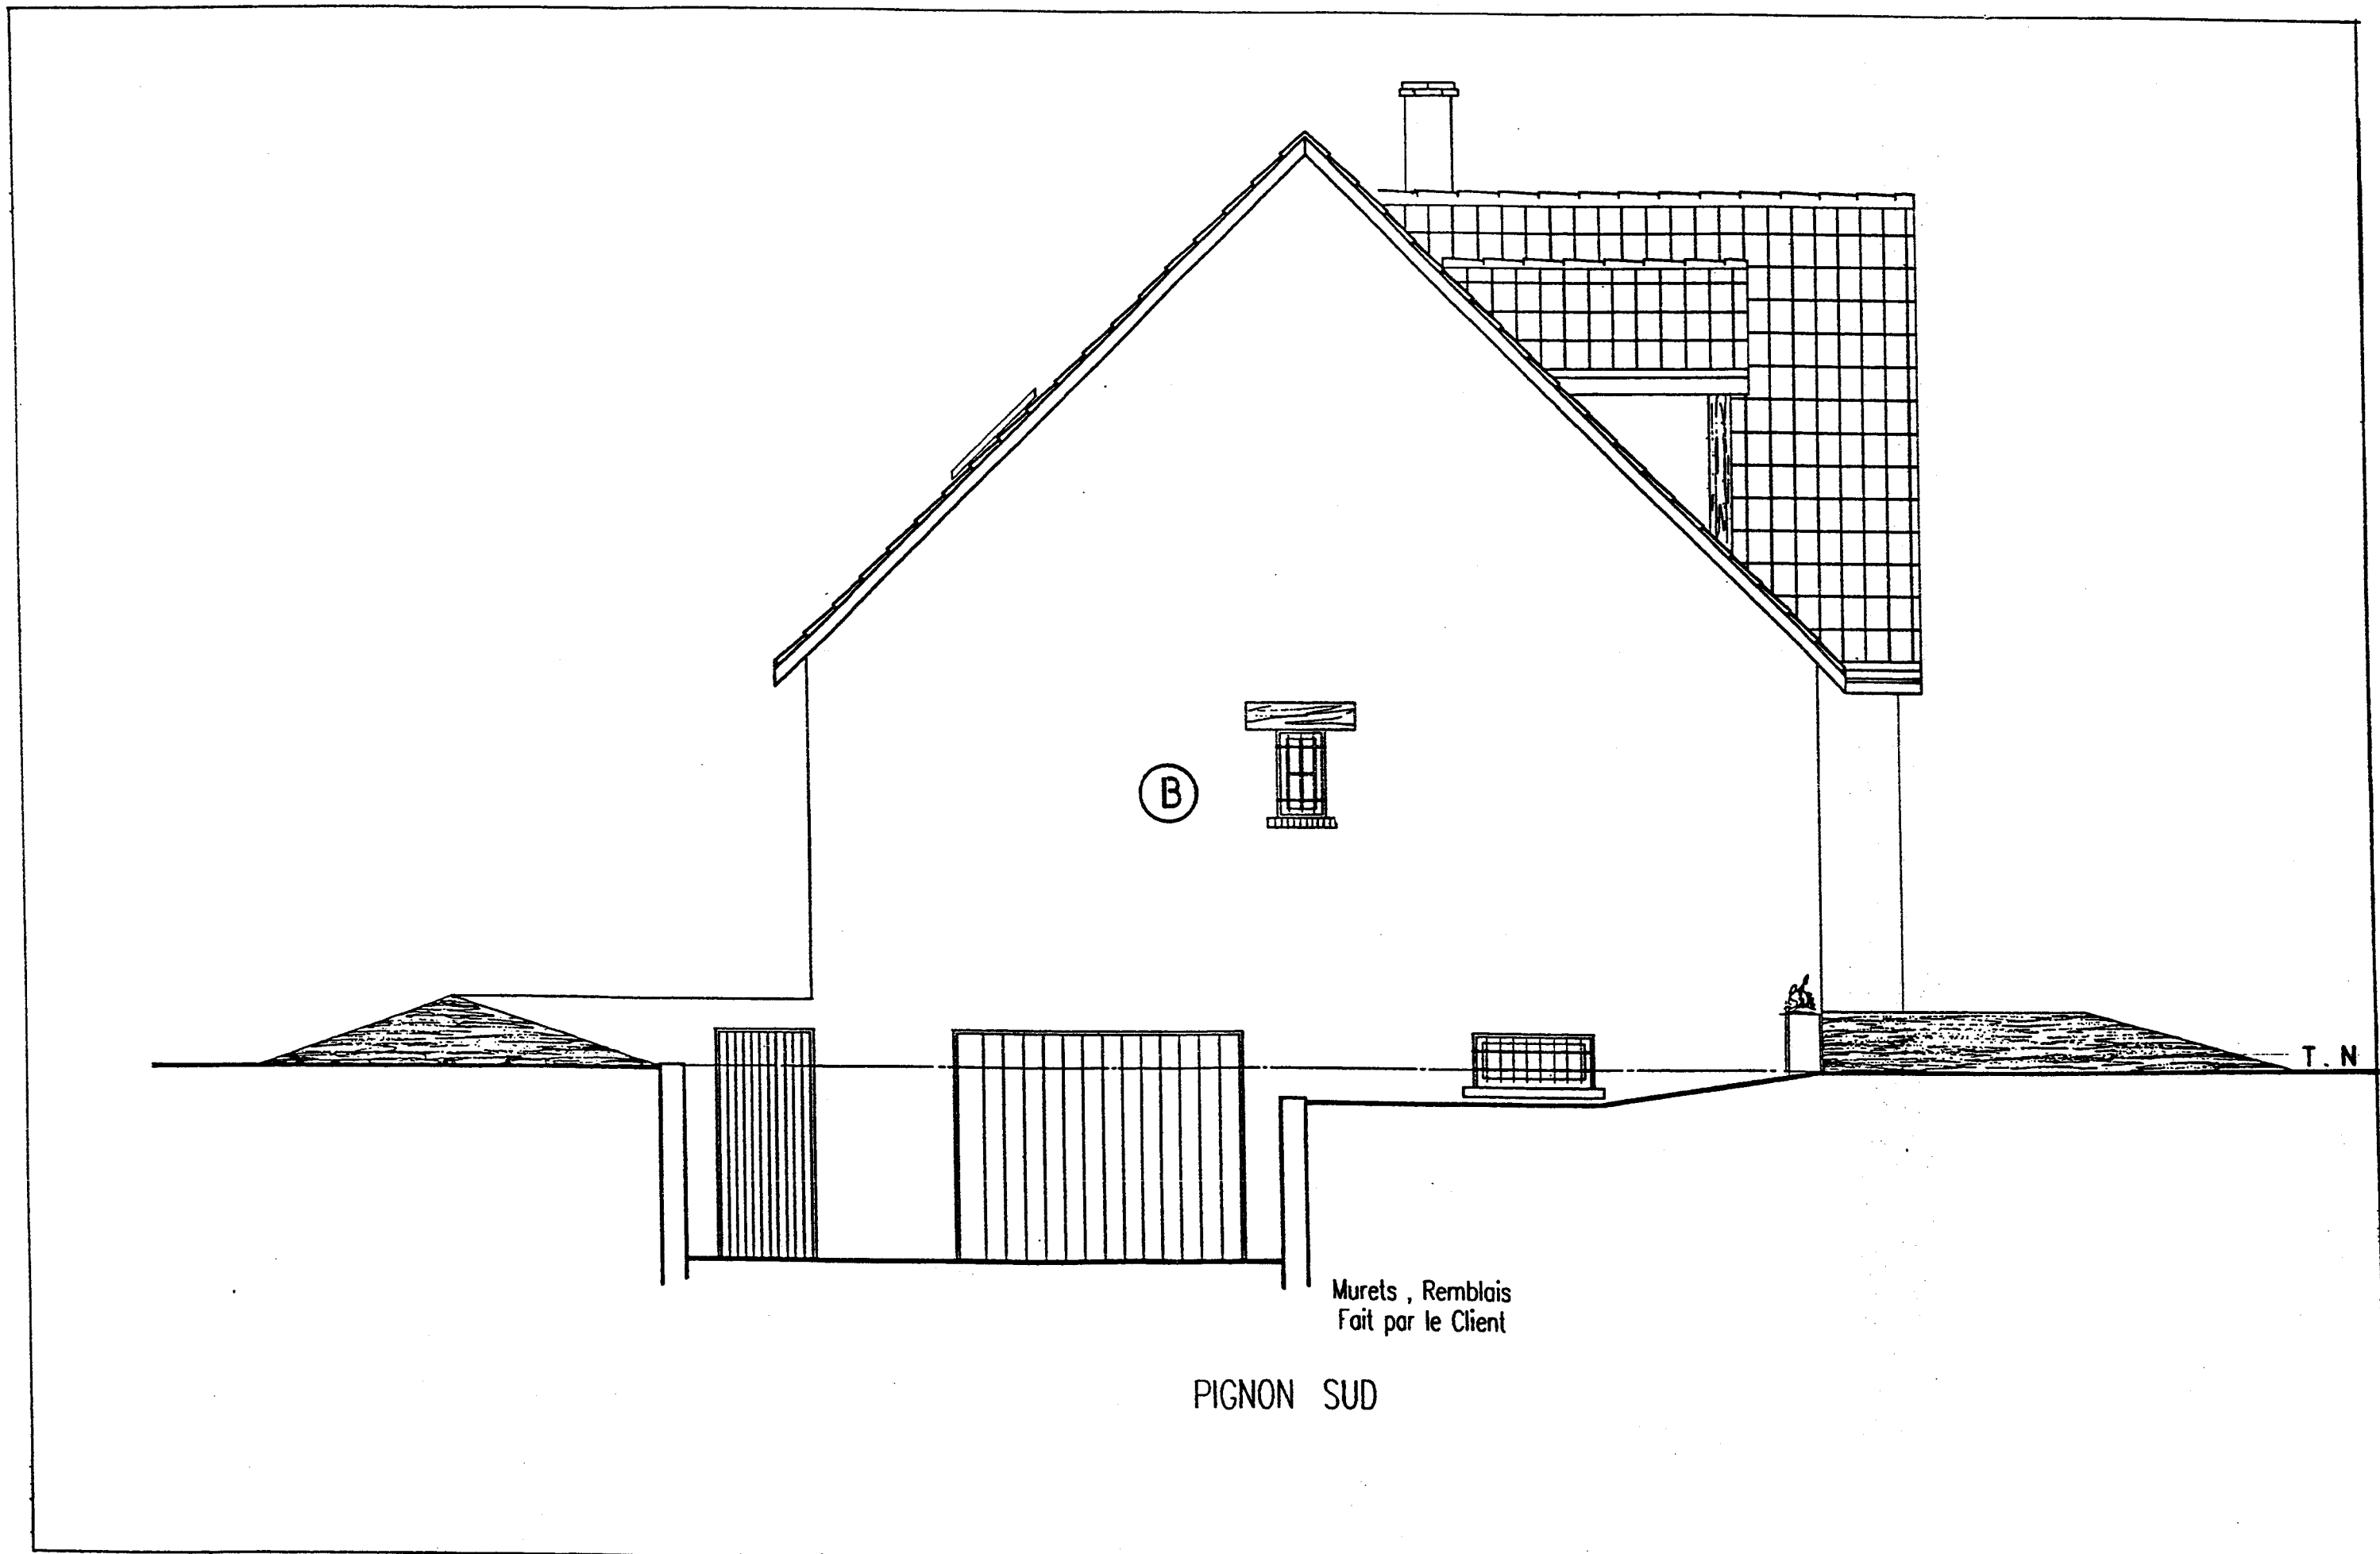 B
T.N
Murets , Remblais
Fait par le Client
PIGNON SUD